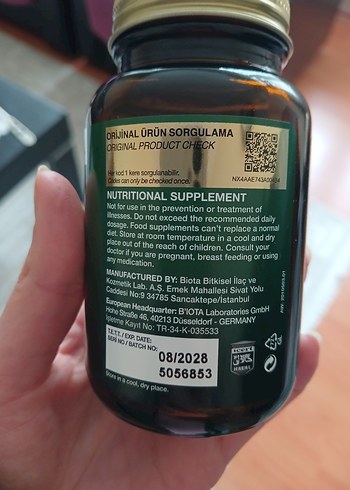 ORİJİNAL ÜRÜN SORGULAMA
ORIGINAL PRODUCT CHECK
Her kod 1 kere sorgulanabilir.
Codes can only be checked once.
NUTRITIONAL SUPPLEMENT
Not for use in the prevention or treatment of
illnesses. Do not exceed the recommended daily
dosage. Food supplements can't replace a normal
diet. Store at room temperature in a cool and dry
place out of the reach of children. Consult your
doctor if you are pregnant, breast feeding or using
any medication.
MANUFACTURED BY: Biota Bitkisel İlaç ve
Kozmetik Lab. A.Ş. Emek Mahallesi Sivat Yolu
Caddesi No:9 34785 Sancaktepe/İstanbul
European Headquarter: B'IOTA Laboratories GmbH
Hohe Straße 46, 40213 Düsseldorf - GERMANY
İşletme Kayıt No: TR-34-K-035533
T.E.T.T. / EXP. DATE:
SERI NO / BATCH NO:
08/2028
5056853
HALAL
Store in a cool, dry place.